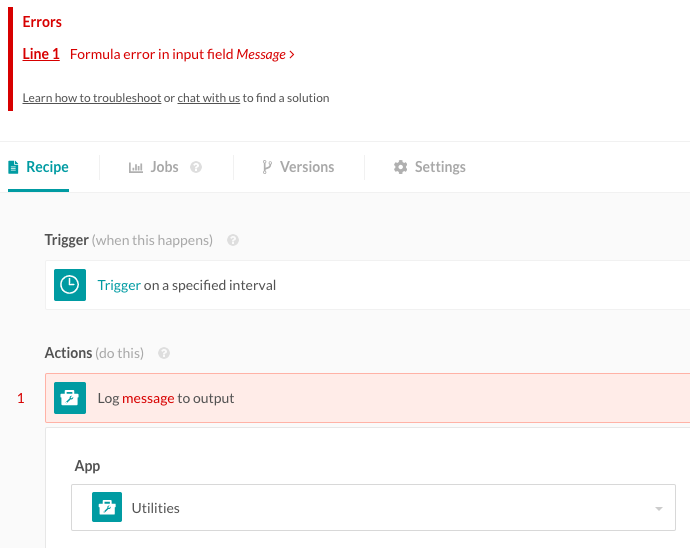 Errors
Line 1 Formula error in input field Message >
Learn how to troubleshoot or chat with us to find a solution
Recipe Jobs ? Versions Settings
Trigger (when this happens) ?
Trigger on a specified interval
Actions (do this) ?
1 Log message to output
App
Utilities